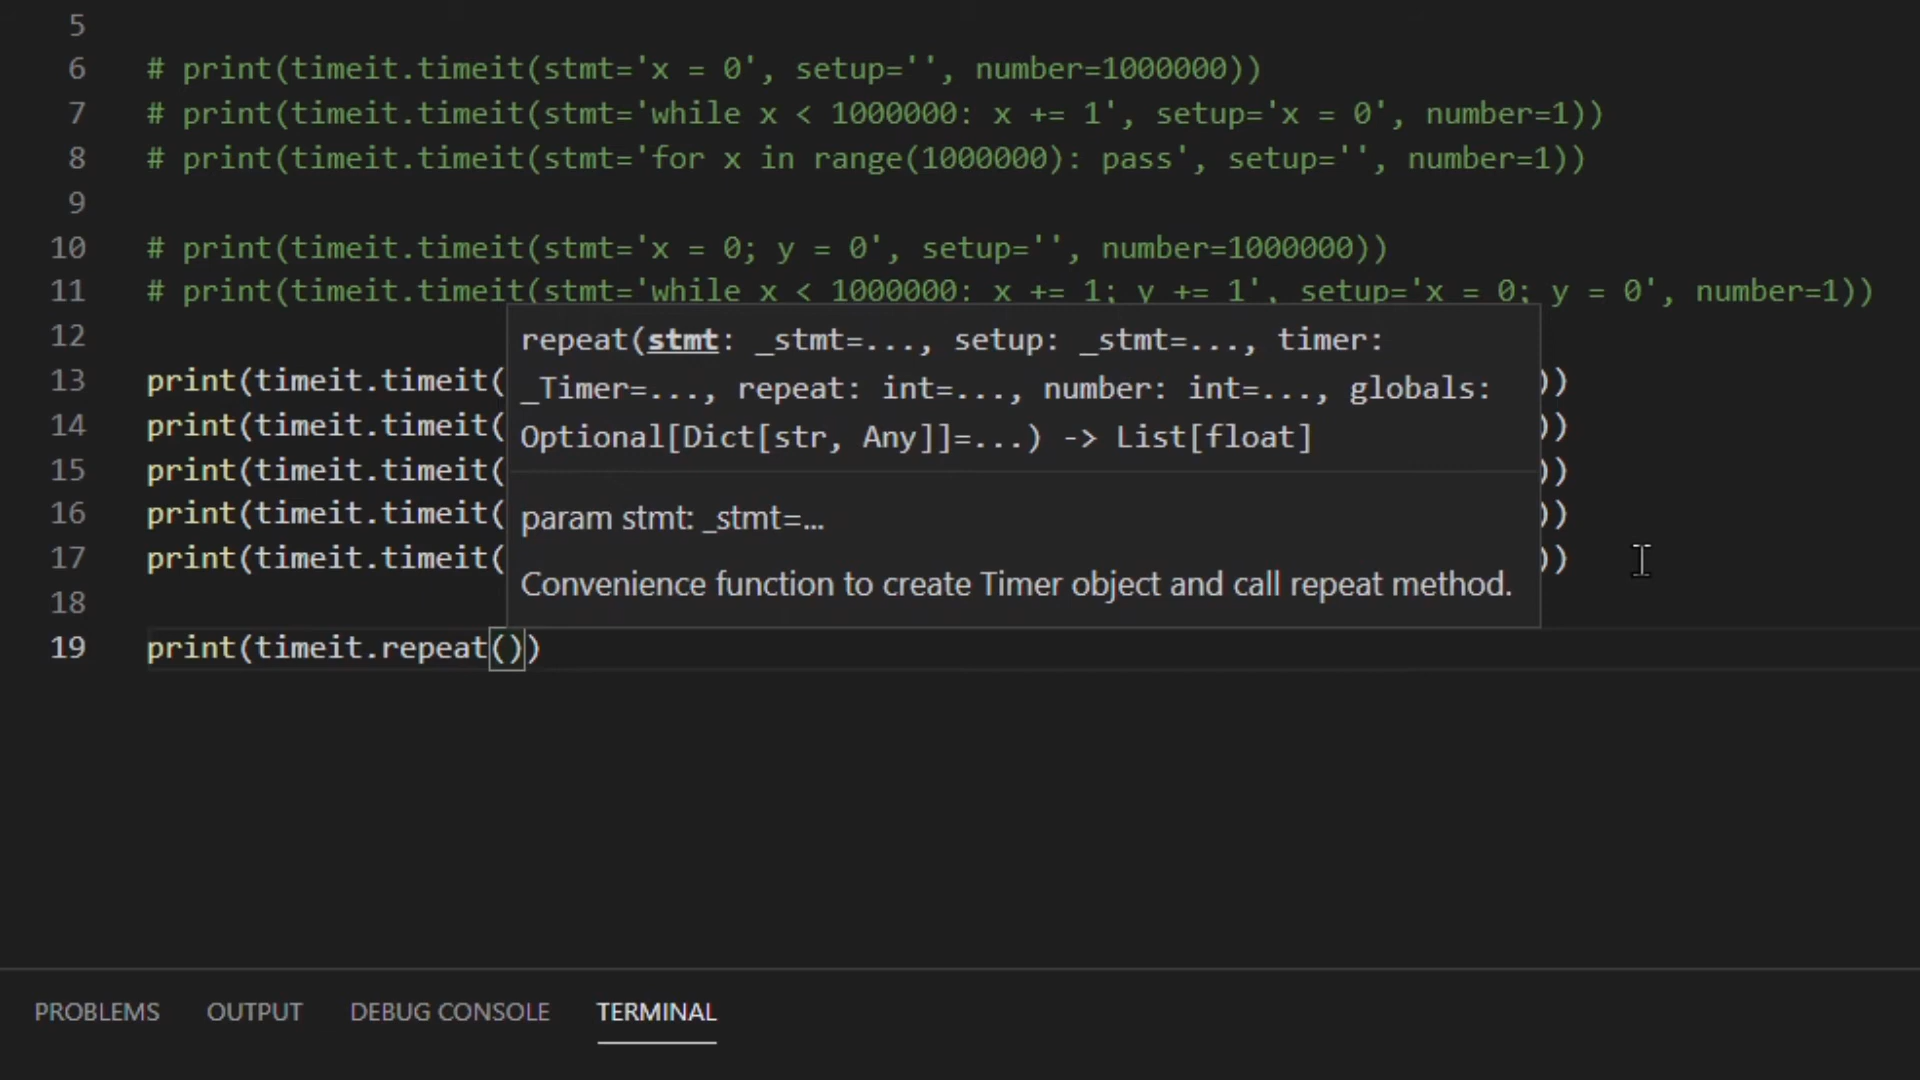 5
6 # print(timeit.timeit(stmt='x = 0', setup='', number=1000000))
7 # print(timeit.timeit(stmt='while x < 1000000: x += 1', setup='x = 0', number=1))
8 # print(timeit.timeit(stmt='for x in range(1000000): pass', setup='', number=1))
9
10 # print(timeit.timeit(stmt='x = 0; y = 0', setup='', number=1000000))
11 # print(timeit.timeit(stmt='while x < 1000000: x += 1; y += 1', setup='x = 0; y = 0', number=1))
12
repeat(stmt: _stmt=..., setup: _stmt=..., timer:
13 print(timeit.timeit( ))
_Timer=..., repeat: int=..., number: int=..., globals:
14 print(timeit.timeit( ))
Optional[Dict[str, Any]]=...) -> List[float]
15 print(timeit.timeit( ))
16 print(timeit.timeit( ))
param stmt: _stmt=...
17 print(timeit.timeit( ))
Convenience function to create Timer object and call repeat method.
18
19 print(timeit.repeat())
PROBLEMS OUTPUT DEBUG CONSOLE TERMINAL